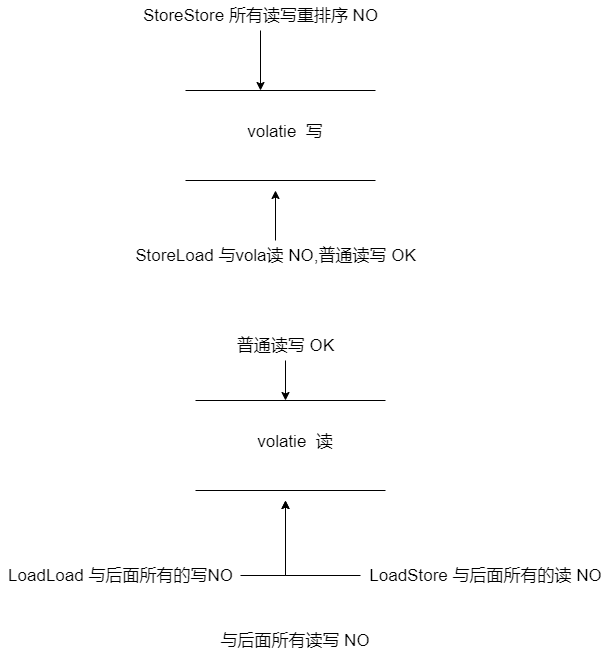 StoreStore 所有读写重排序 NO
volatie 写
StoreLoad 与vola读 NO,普通读写 OK
普通读写 OK
volatie 读
LoadLoad 与后面所有的写NO
LoadStore 与后面所有的读 NO
与后面所有读写 NO